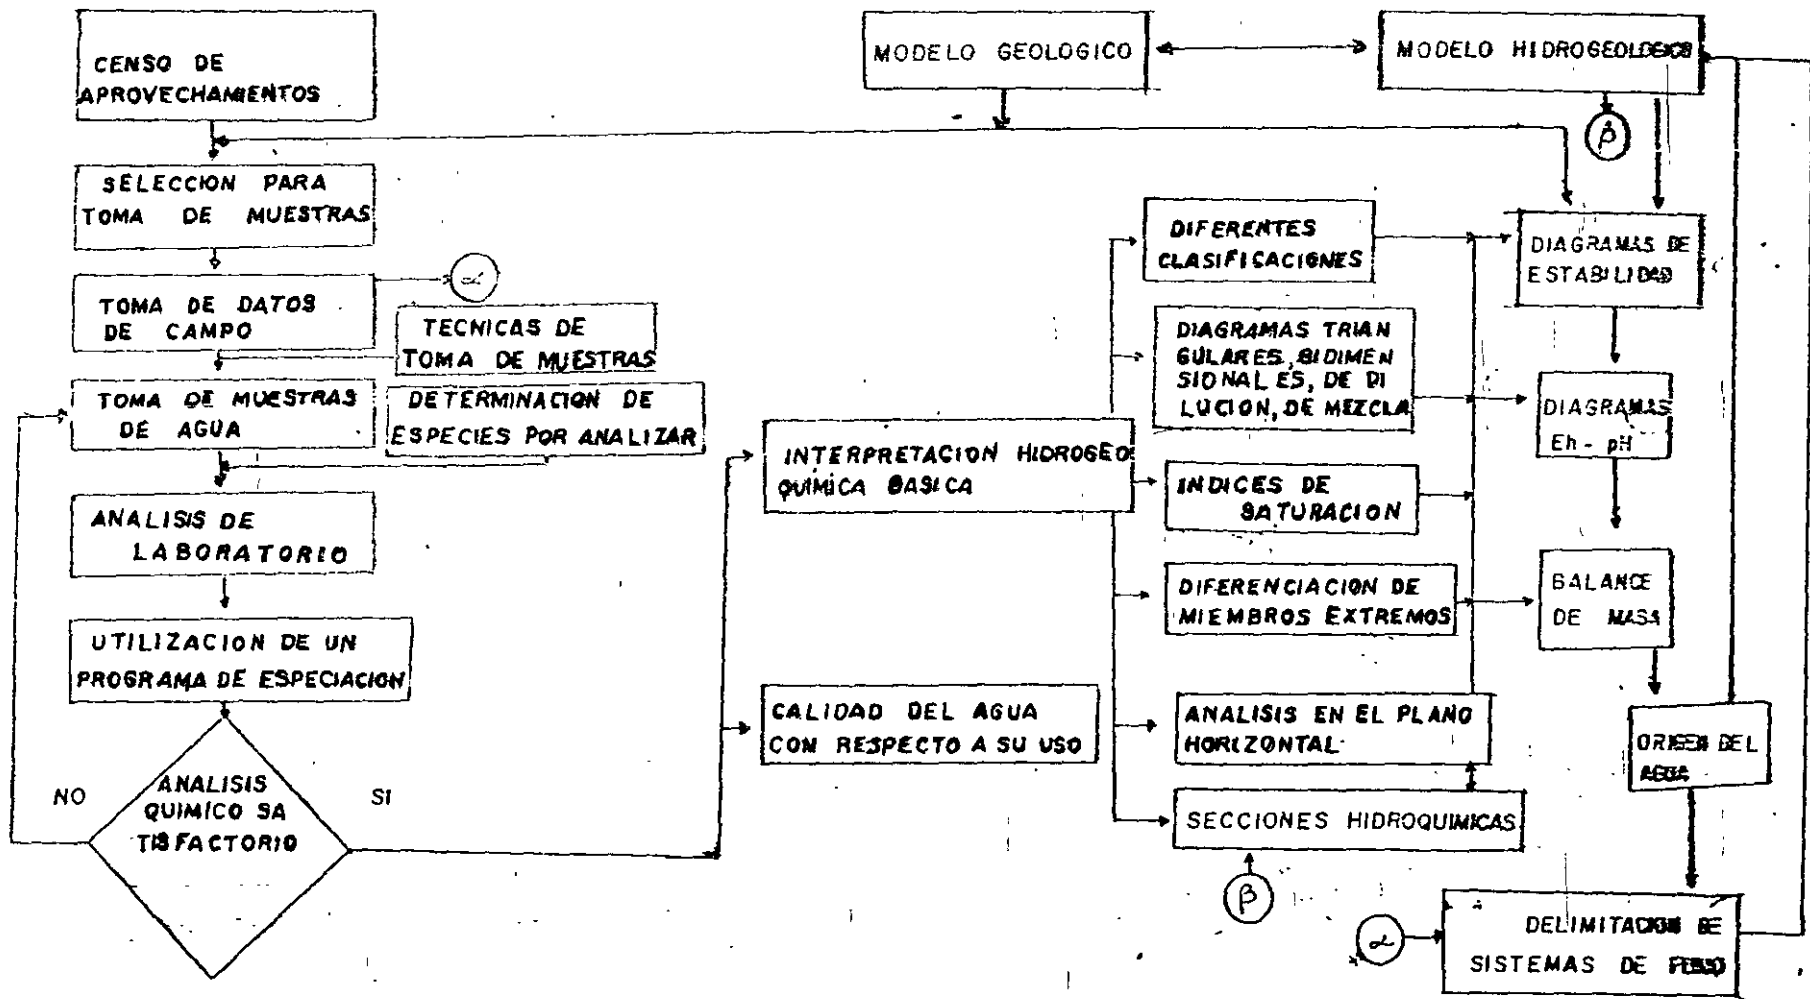 CENSO DE
APROVECHAMIENTOS
MODELO GEOLOGICO
MODELO HIDROGEOLOGICO
β
SELECCION PARA
TOMA DE MUESTRAS
TOMA DE DATOS
DE CAMPO
α
TECNICAS DE
TOMA DE MUESTRAS
TOMA DE MUESTRAS
DE AGUA
DETERMINACION DE
ESPECIES POR ANALIZAR
ANALISIS DE
LABORATORIO
UTILIZACION DE UN
PROGRAMA DE ESPECIACION
ANALISIS
QUIMICO SA
TISFACTORIO
NO
SI
INTERPRETACION HIDROGEO
QUIMICA BASICA
CALIDAD DEL AGUA
CON RESPECTO A SU USO
DIFERENTES
CLASIFICACIONES
DIAGRAMAS TRIAN
GULARES, BIDIMEN
SIONALES, DE DI
LUCION, DE MEZCLA
INDICES DE
SATURACION
DIFERENCIACION DE
MIEMBROS EXTREMOS
ANALISIS EN EL PLANO
HORIZONTAL
SECCIONES HIDROQUIMICAS
β
DIAGRAMAS DE
ESTABILIDAD
DIAGRAMAS
Eh - pH
BALANCE
DE MASA
ORIGEN DEL
AGUA
α
DELIMITACION DE
SISTEMAS DE FLUJO